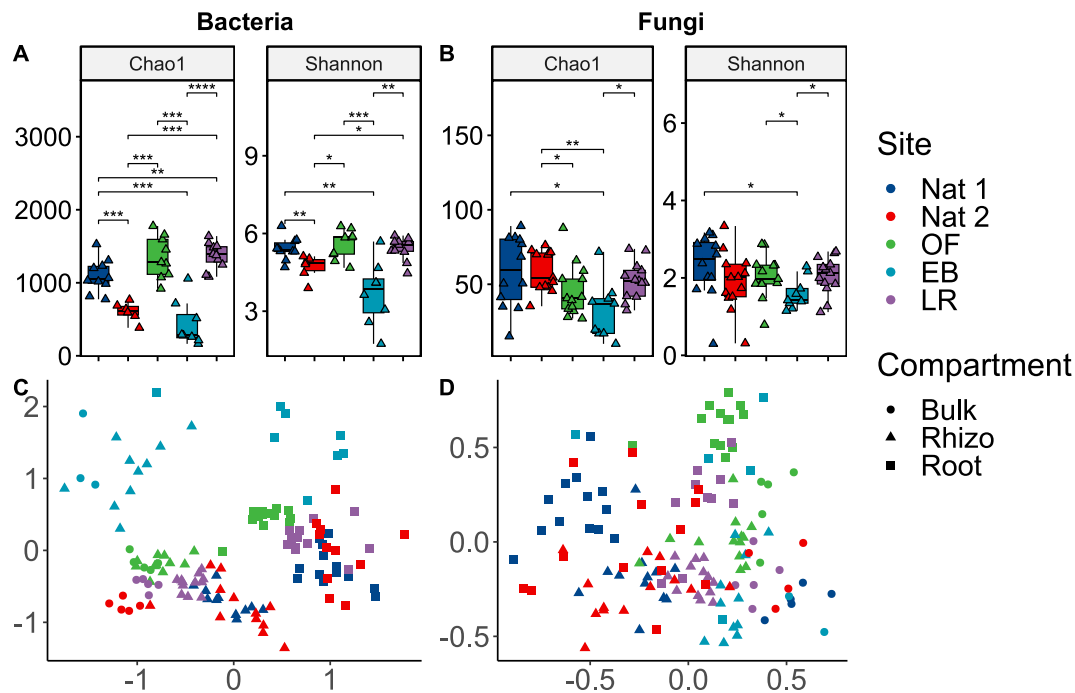 Bacteria
Fungi
A
B
Chao1
Shannon
Chao1
Shannon
****
***
***
***
**
***
***
**
***
*
*
**
**
*
**
*
*
*
*
*
3000
2000
1000
0
9
6
3
150
100
50
6
4
2
0
Site
Nat 1
Nat 2
OF
EB
LR
Compartment
Bulk
Rhizo
Root
C
D
2
1
0
-1
-1
0
1
0.5
0.0
-0.5
-0.5
0.0
0.5